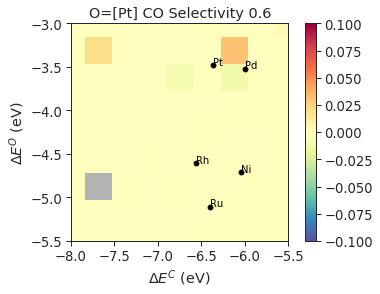 O=[Pt] CO Selectivity 0.6
−3.0
−3.5
−4.0
−4.5
−5.0
−5.5
ΔE^O (eV)
−8.0 −7.5 −7.0 −6.5 −6.0 −5.5
ΔE^C (eV)
Pt
Pd
Rh
Ni
Ru
0.100
0.075
0.050
0.025
0.000
−0.025
−0.050
−0.075
−0.100